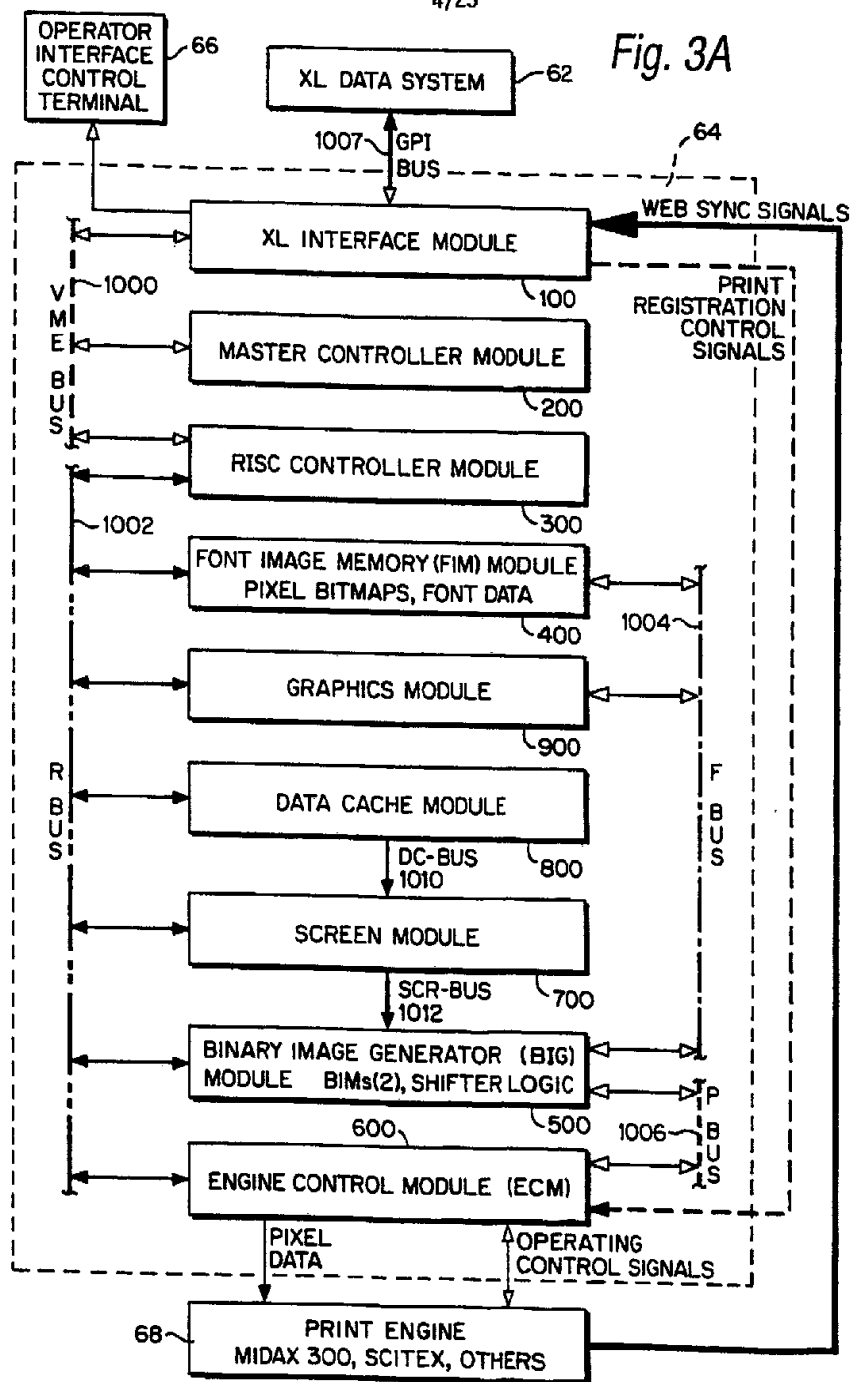 4/25
Fig. 3A
OPERATOR
INTERFACE
CONTROL
TERMINAL
66
XL DATA SYSTEM
62
1007
GPI
BUS
64
WEB SYNC SIGNALS
XL INTERFACE MODULE
100
1000
VME BUS
PRINT
REGISTRATION
CONTROL
SIGNALS
MASTER CONTROLLER MODULE
200
RISC CONTROLLER MODULE
300
1002
FONT IMAGE MEMORY (FIM) MODULE
PIXEL BITMAPS, FONT DATA
400
1004
GRAPHICS MODULE
900
R BUS
F BUS
DATA CACHE MODULE
800
DC-BUS
1010
SCREEN MODULE
700
SCR-BUS
1012
BINARY IMAGE GENERATOR (BIG)
MODULE BIMs(2), SHIFTER LOGIC
500
P BUS
1006
600
ENGINE CONTROL MODULE (ECM)
PIXEL
DATA
OPERATING
CONTROL SIGNALS
68
PRINT ENGINE
MIDAX 300, SCITEX, OTHERS